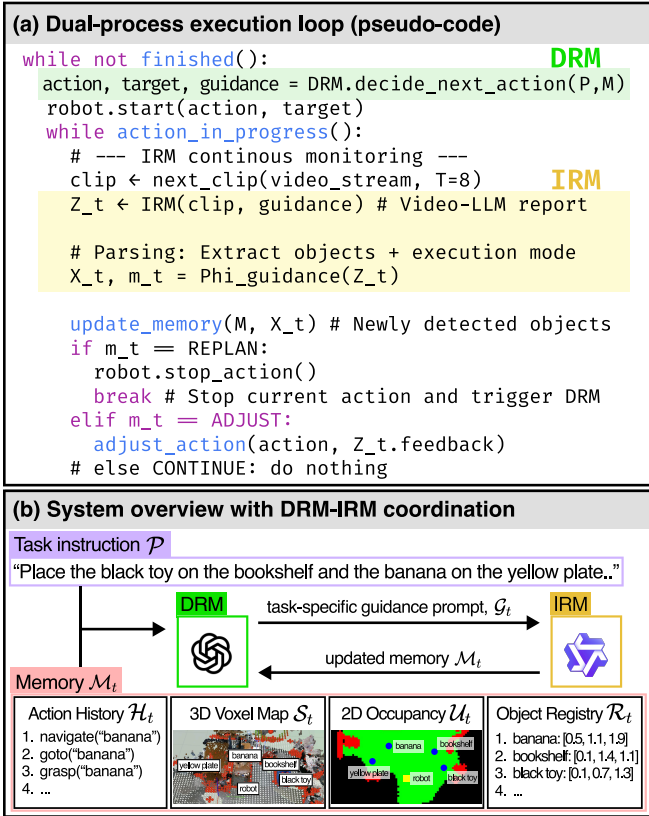 (a) Dual-process execution loop (pseudo-code)
while not finished(): DRM
action, target, guidance = DRM.decide_next_action(P,M)
robot.start(action, target)
while action_in_progress():
# --- IRM continous monitoring ---
clip ← next_clip(video_stream, T=8) IRM
Z_t ← IRM(clip, guidance) # Video-LLM report
# Parsing: Extract objects + execution mode
X_t, m_t = Phi_guidance(Z_t)
update_memory(M, X_t) # Newly detected objects
if m_t == REPLAN:
robot.stop_action()
break # Stop current action and trigger DRM
elif m_t == ADJUST:
adjust_action(action, Z_t.feedback)
# else CONTINUE: do nothing
(b) System overview with DRM-IRM coordination
Task instruction 𝒫
“Place the black toy on the bookshelf and the banana on the yellow plate..”
DRM
task-specific guidance prompt, 𝒢_t
IRM
updated memory ℳ_t
Memory ℳ_t
Action History ℋ_t
1. navigate(“banana”)
2. goto(“banana”)
3. grasp(“banana”)
4. ...
3D Voxel Map 𝒮_t
banana
bookshelf
yellow plate
black toy
robot
2D Occupancy 𝒰_t
bookshelf
banana
yellow plate
robot
black toy
Object Registry ℛ_t
1. banana: [0.5, 1.1, 1.9]
2. bookshelf: [0.1, 1.4, 1.1]
3. black toy: [0.1, 0.7, 1.3]
4. ...